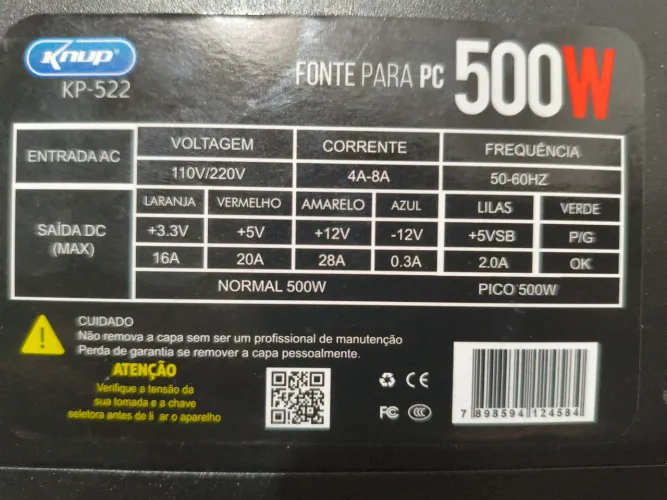 Knup
KP-522
FONTE PARA PC 500W
ENTRADA AC
VOLTAGEM CORRENTE FREQUÊNCIA
110V/220V 4A-8A 50-60HZ
SAÍDA DC
(MAX)
LARANJA VERMELHO AMARELO AZUL LILAS VERDE
+3.3V +5V +12V -12V +5VSB P/G
16A 20A 28A 0.3A 2.0A OK
NORMAL 500W PICO 500W
CUIDADO
Não remova a capa sem ser um profissional de manutenção
Perda de garantia se remover a capa pessoalmente.
ATENÇÃO
Verifique a tensão da
sua tomada e a chave
seletora antes de li ar o aparelho
CE
FC
CCC
7 898594 124584